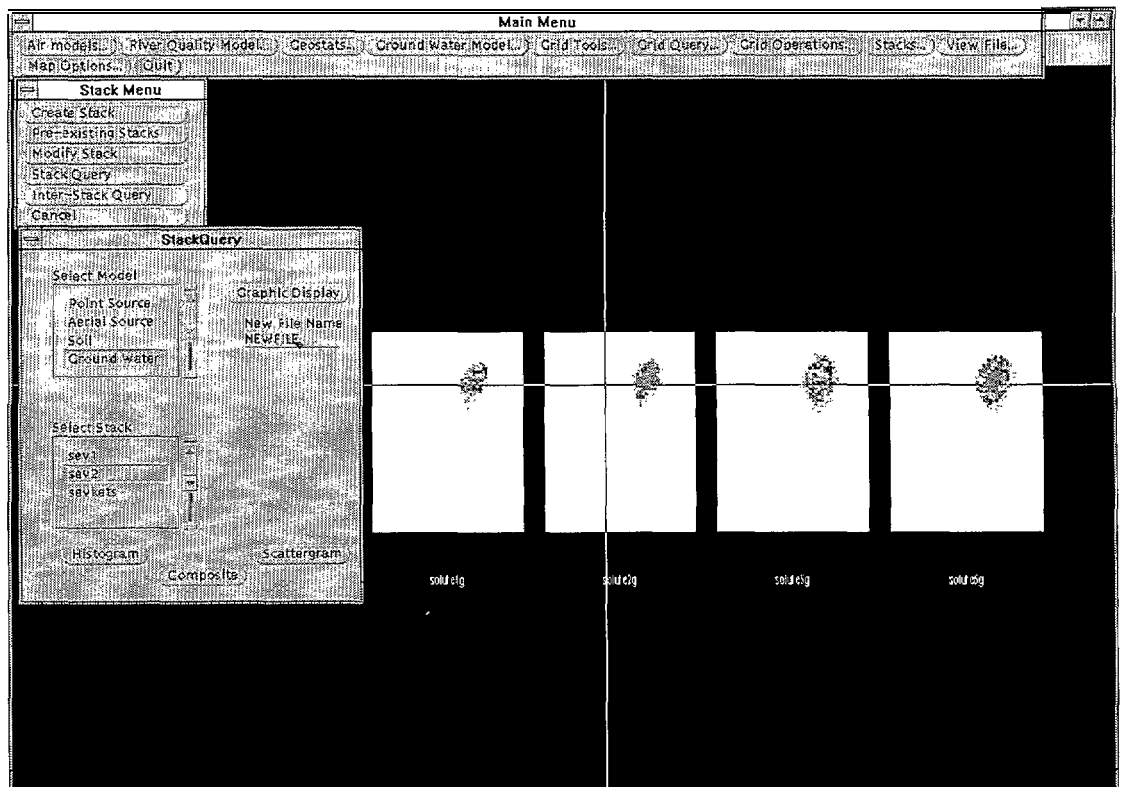 Main Menu
Air models... River Quality Model... Geostats... Ground Water Model... Grid Tools... Grid Query... Grid Operations... Stacks... View File...
Map Options... Quit
Stack Menu
Create Stack
Pre-existing Stacks
Modify Stack
Stack Query
Inter-Stack Query
Cancel
StackQuery
Select Model
Point Source
Aerial Source
Soil
Ground Water
Graphic Display
New File Name
NEWFILE
Select Stack
sev1
sev2
sevkets
Histogram
Scattergram
Composite
solute1g
solute2g